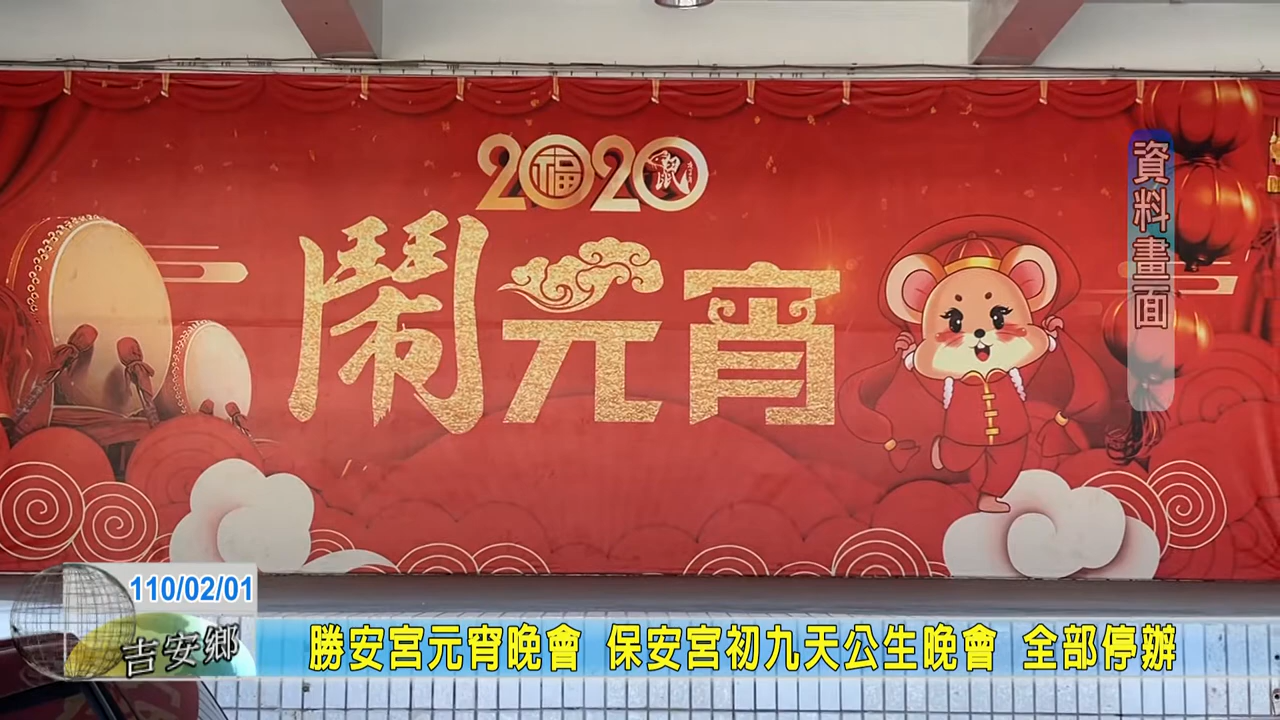 2020
福
鼠
鬧元宵
資料畫面
110/02/01
吉安鄉
勝安宮元宵晚會 保安宮初九天公生晚會 全部停辦